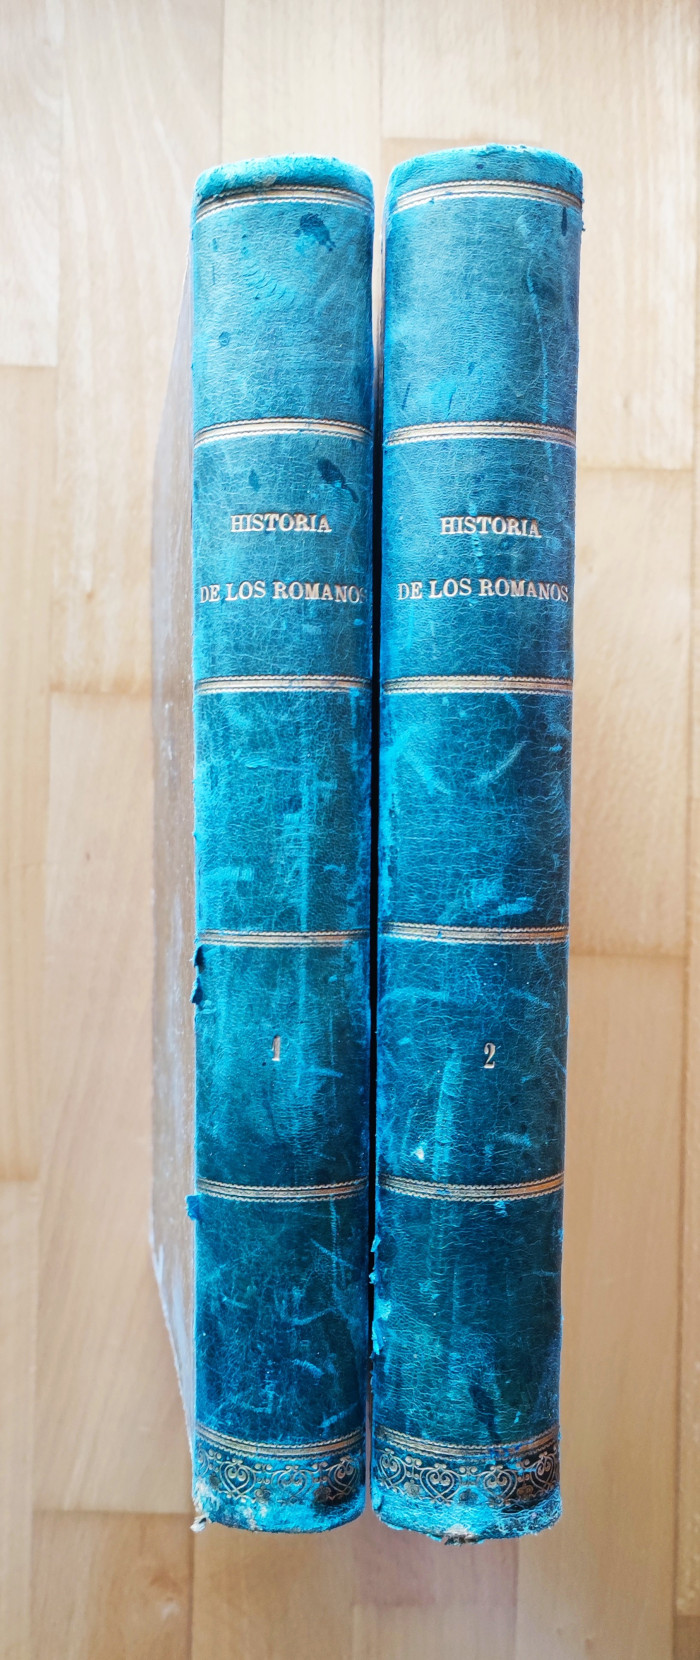 HISTORIA
DE LOS ROMANOS
1
HISTORIA
DE LOS ROMANOS
2